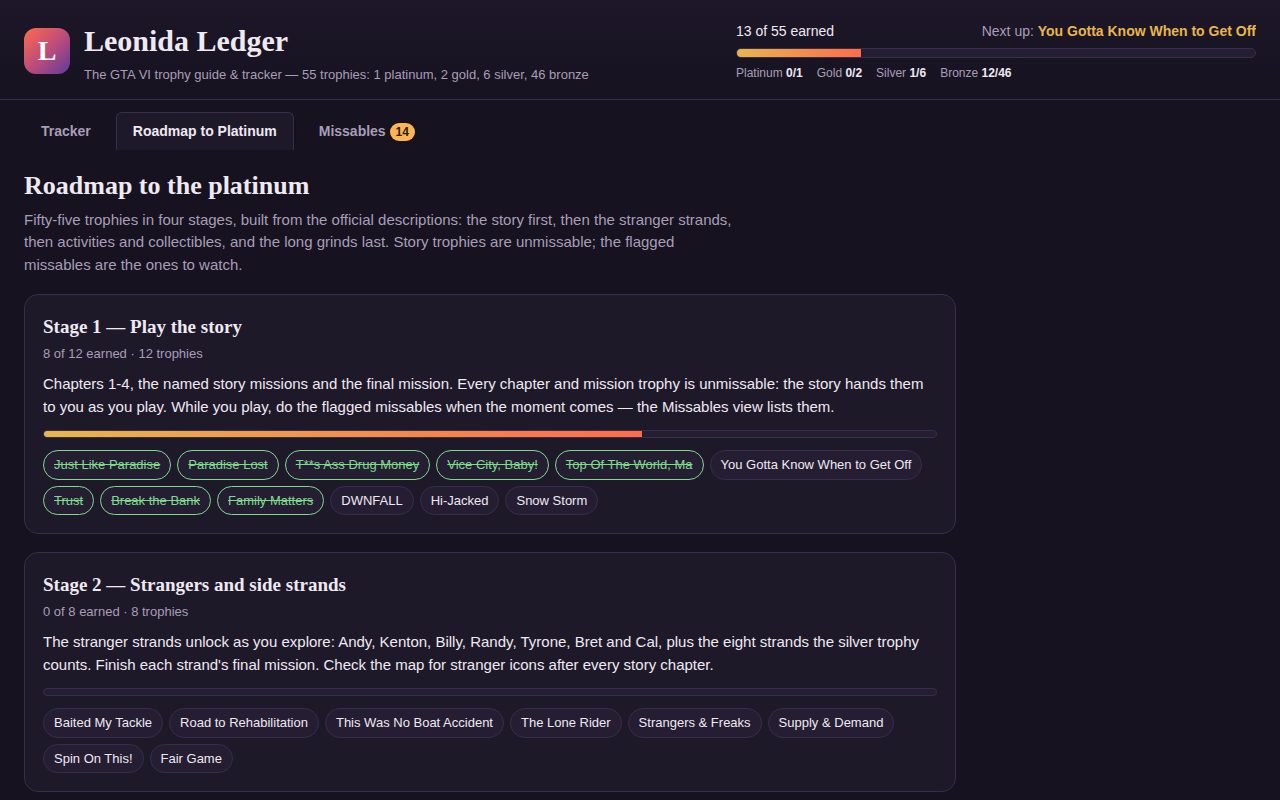 L
Leonida Ledger
The GTA VI trophy guide & tracker — 55 trophies: 1 platinum, 2 gold, 6 silver, 46 bronze
13 of 55 earned
Next up: You Gotta Know When to Get Off
Platinum 0/1 Gold 0/2 Silver 1/6 Bronze 12/46
Tracker Roadmap to Platinum Missables 14
Roadmap to the platinum
Fifty-five trophies in four stages, built from the official descriptions: the story first, then the stranger strands,
then activities and collectibles, and the long grinds last. Story trophies are unmissable; the flagged
missables are the ones to watch.
Stage 1 — Play the story
8 of 12 earned · 12 trophies
Chapters 1-4, the named story missions and the final mission. Every chapter and mission trophy is unmissable: the story hands them
to you as you play. While you play, do the flagged missables when the moment comes — the Missables view lists them.
Just Like Paradise Paradise Lost T**s Ass Drug Money Vice City, Baby! Top Of The World, Ma You Gotta Know When to Get Off
Trust Break the Bank Family Matters DWNFALL Hi-Jacked Snow Storm
Stage 2 — Strangers and side strands
0 of 8 earned · 8 trophies
The stranger strands unlock as you explore: Andy, Kenton, Billy, Randy, Tyrone, Bret and Cal, plus the eight strands the silver trophy
counts. Finish each strand's final mission. Check the map for stranger icons after every story chapter.
Baited My Tackle Road to Rehabilitation This Was No Boat Accident The Lone Rider Strangers & Freaks Supply & Demand
Spin On This! Fair Game